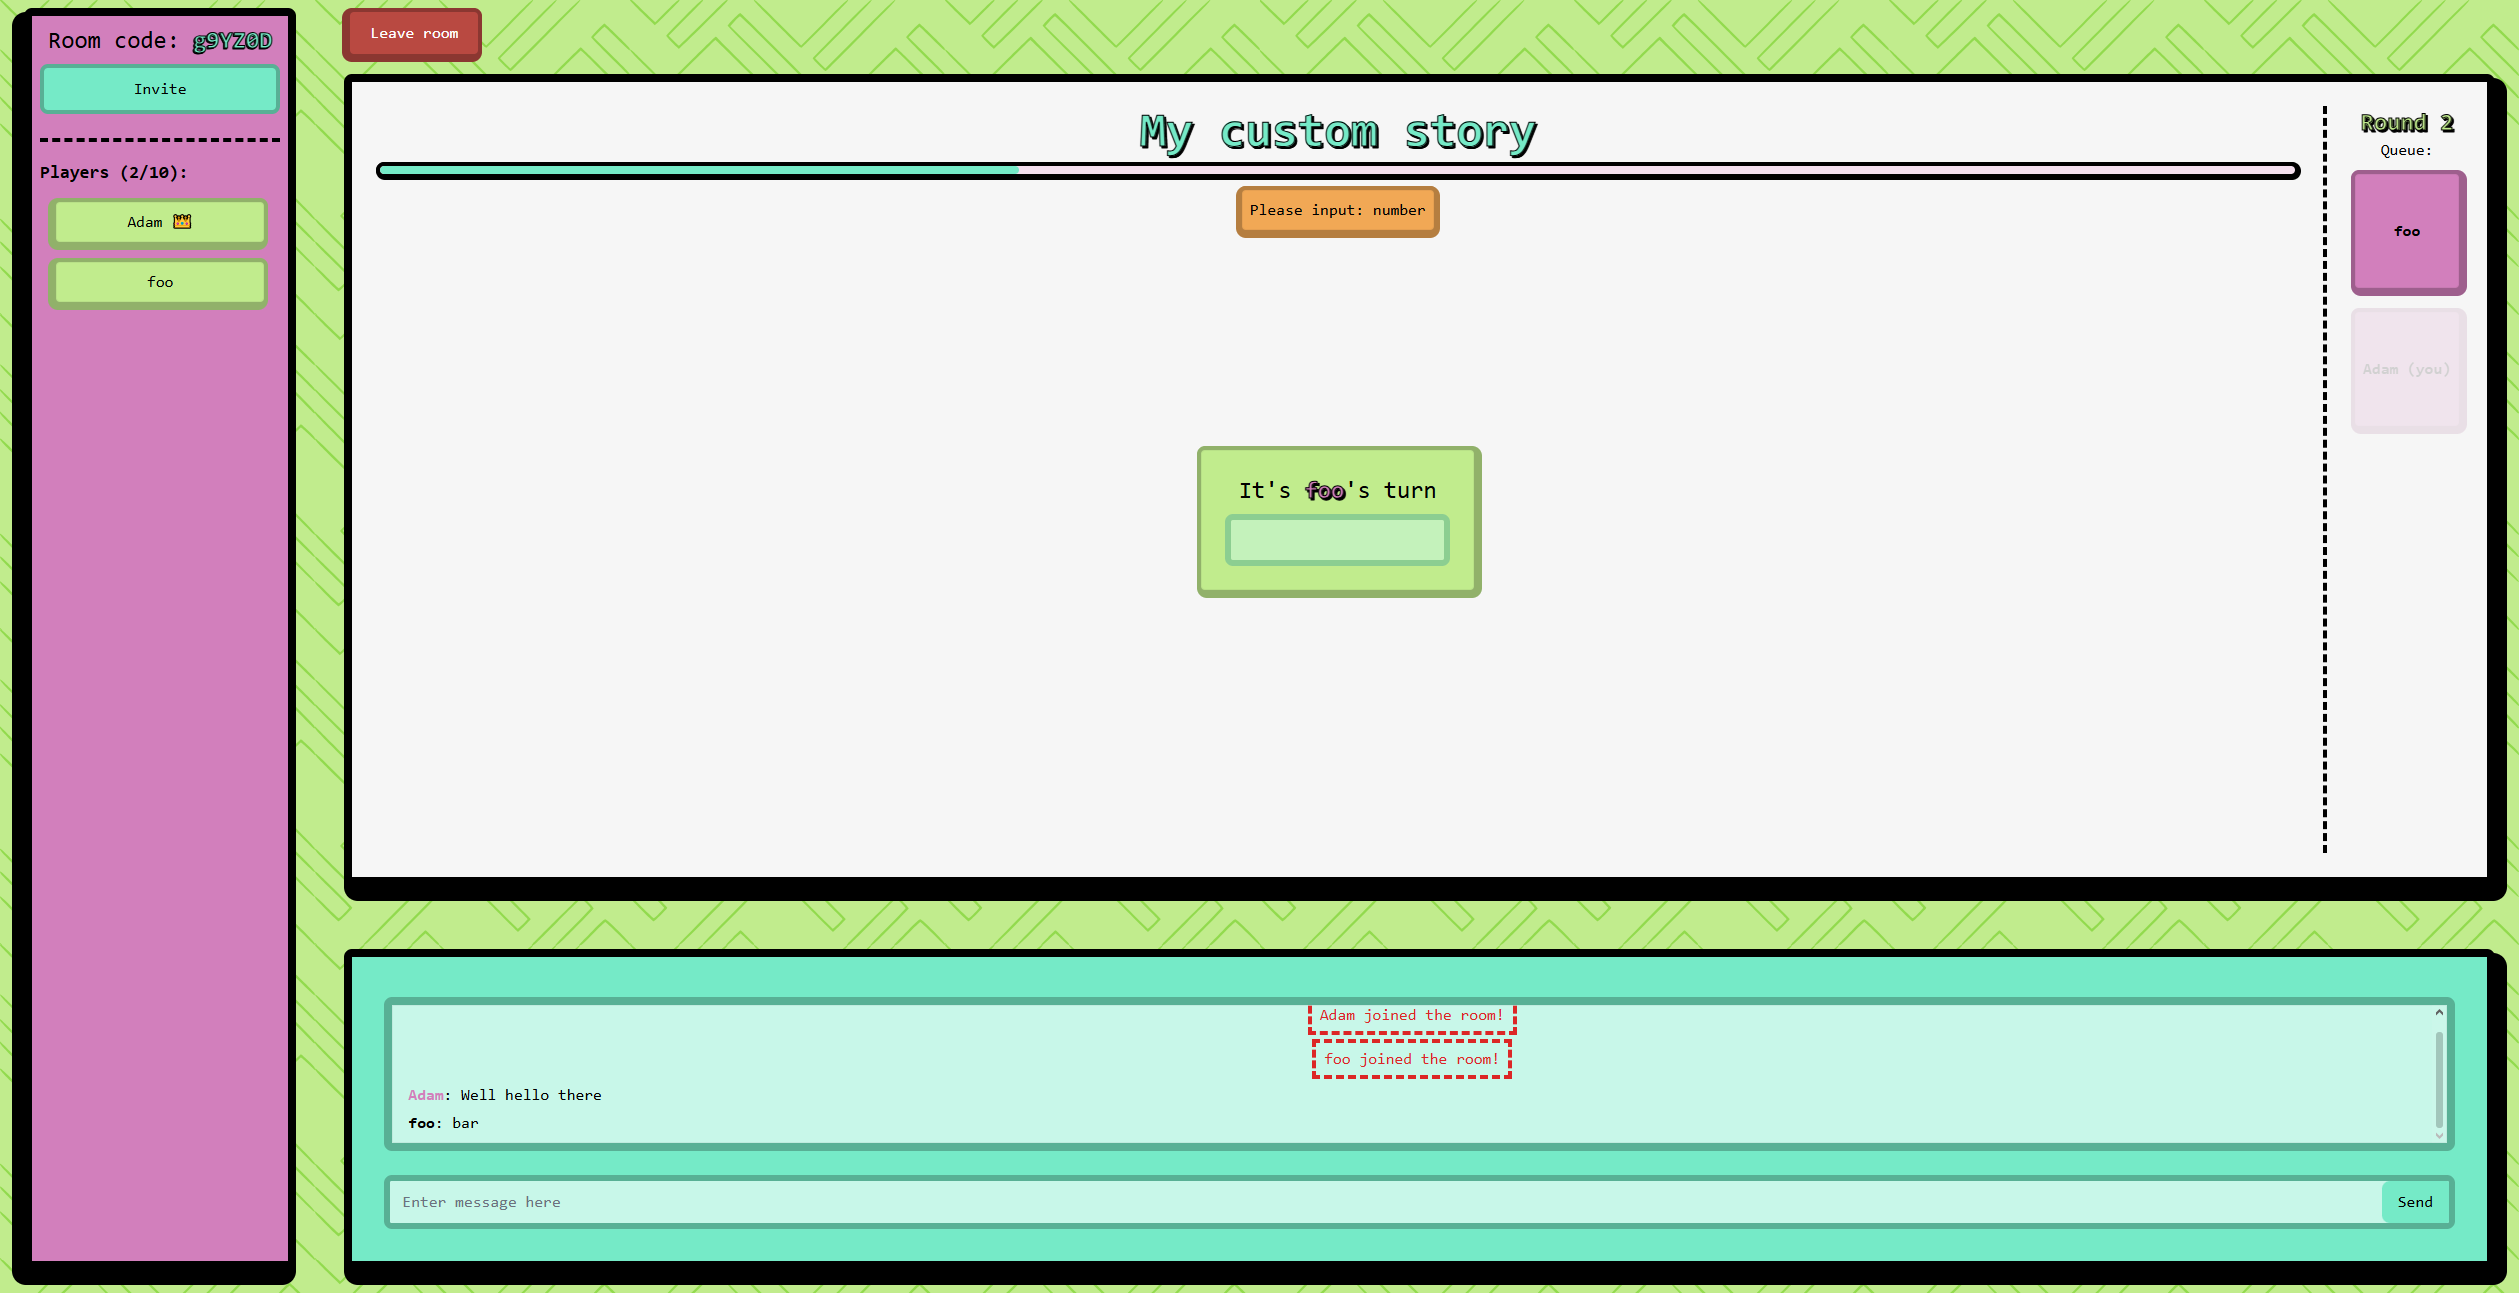 Room code: g9YZ0D
Invite
Players (2/10):
Adam 👑
foo
Leave room
My custom story
Please input: number
It's foo's turn
Round 2
Queue:
foo
Adam (you)
Adam joined the room!
foo joined the room!
Adam: Well hello there
foo: bar
Enter message here
Send